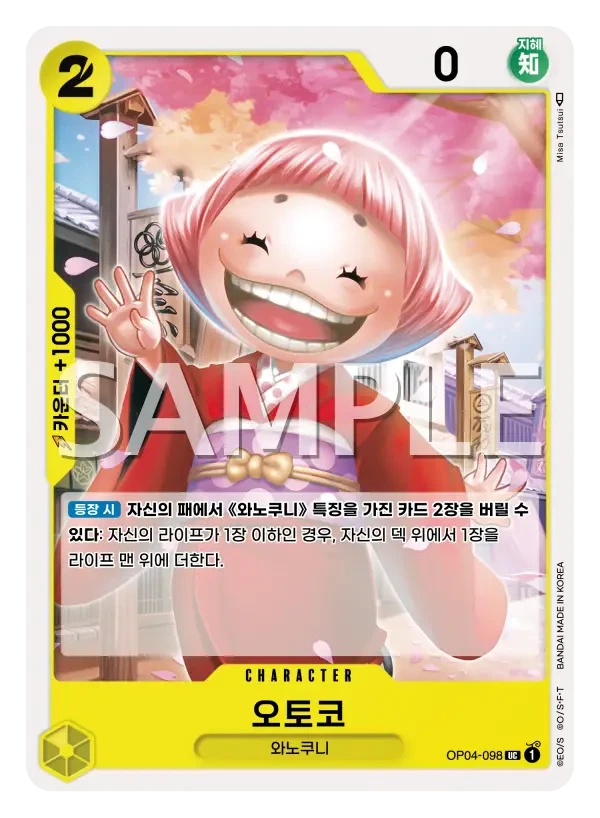 2
0
지혜
知
Misa Tsutsui
카운터 +1000
SAMPLE
등장 시 자신의 패에서 《와노쿠니》 특징을 가진 카드 2장을 버릴 수
있다: 자신의 라이프가 1장 이하인 경우, 자신의 덱 위에서 1장을
라이프 맨 위에 더한다.
CHARACTER
오토코
와노쿠니
OP04-098 UC 1
©EO/S ©O/S·F·T BANDAI MADE IN KOREA